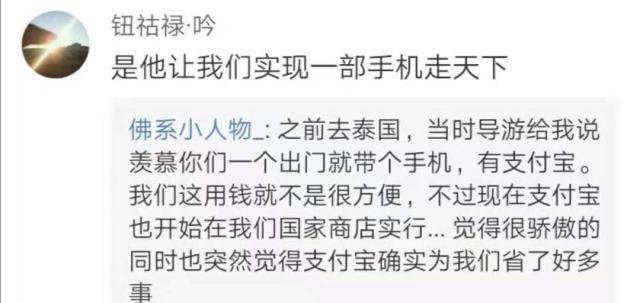 钮祜禄·吟
是他让我们实现一部手机走天下
佛系小人物_: 之前去泰国，当时导游给我说
羡慕你们一个出门就带个手机，有支付宝。
我们这用钱就不是很方便，不过现在支付宝
也开始在我们国家商店实行... 觉得很骄傲的
同时也突然觉得支付宝确实为我们省了好多
事